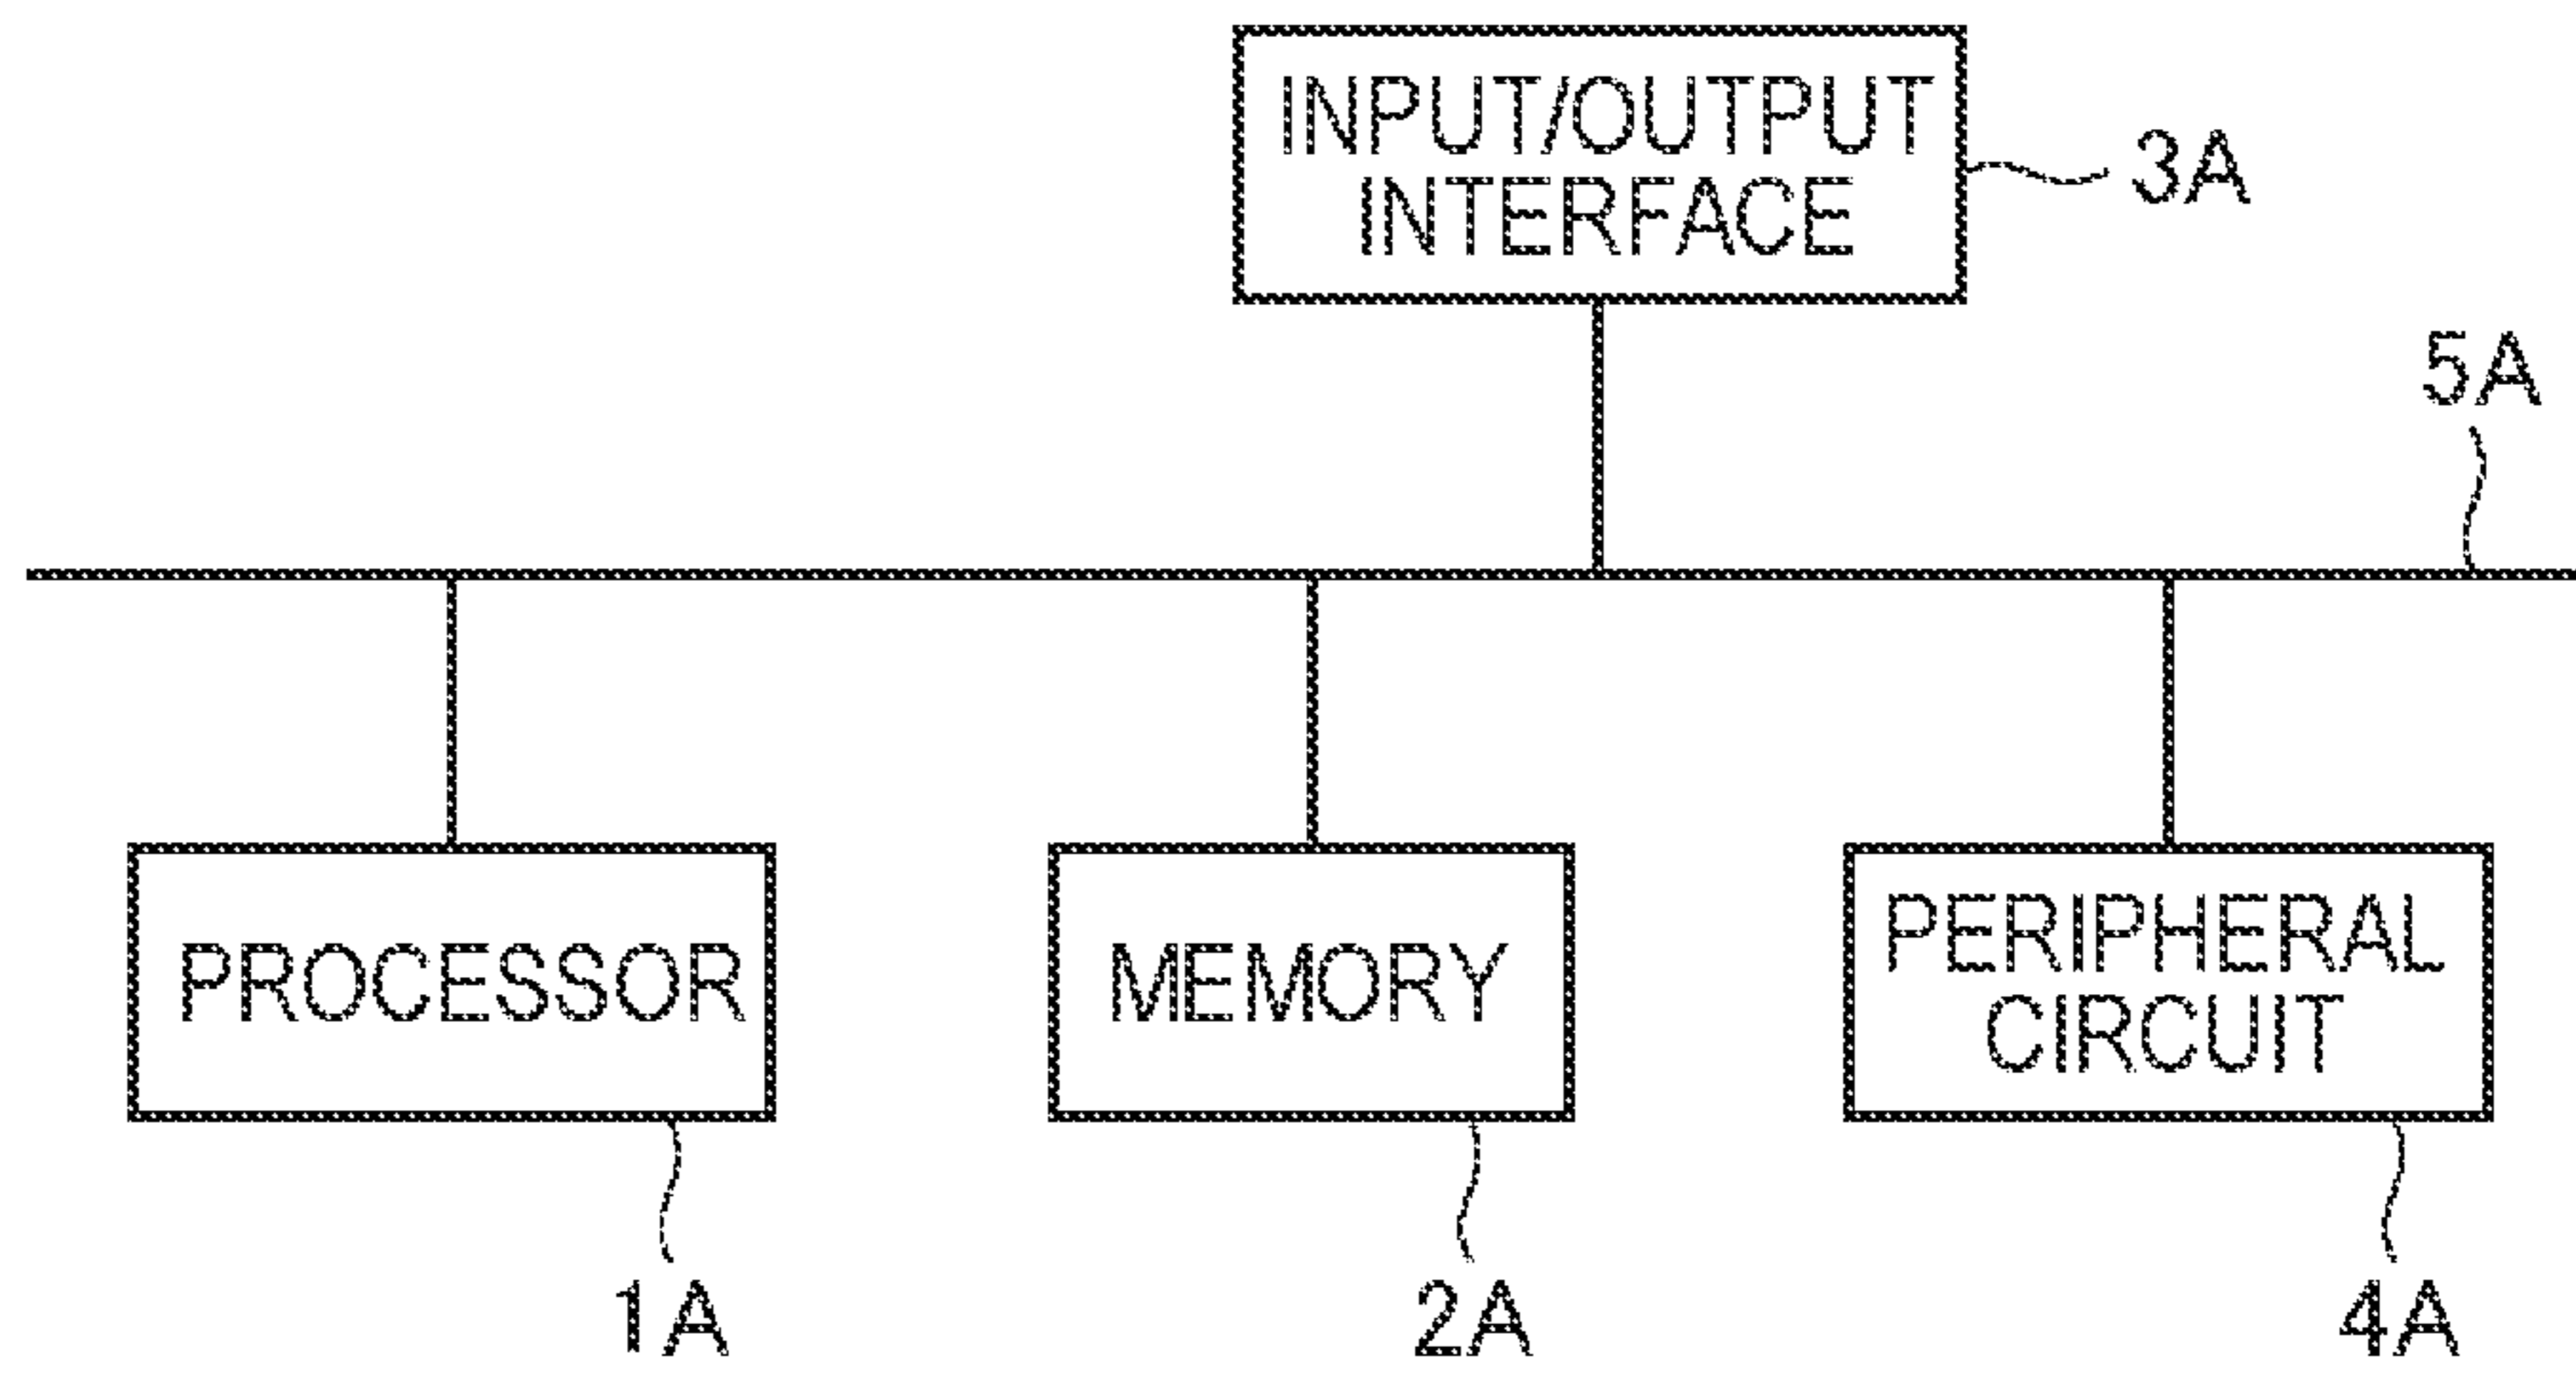 INPUT/OUTPUT
INTERFACE
3A
5A
PROCESSOR
MEMORY
PERIPHERAL
CIRCUIT
1A
2A
4A